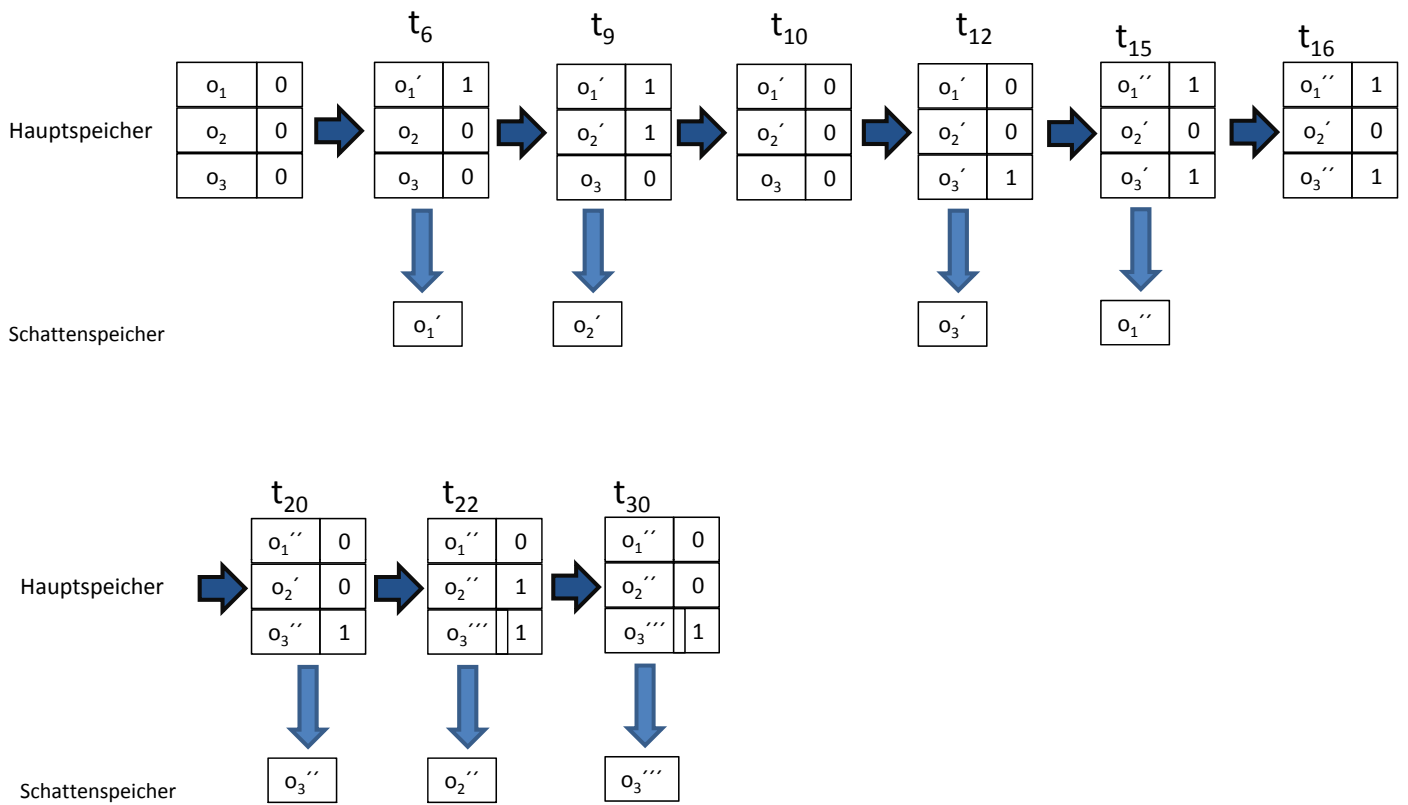 t6 t9 t10 t12 t15 t16
o1 0 o1´ 1 o1´ 1 o1´ 0 o1´ 0 o1´´ 1 o1´´ 1
Hauptspeicher o2 0 o2 0 o2´ 1 o2´ 0 o2´ 0 o2´ 0 o2´ 0
o3 0 o3 0 o3 0 o3 0 o3´ 1 o3´ 1 o3´´ 1
Schattenspeicher o1´ o2´ o3´ o1´´
t20 t22 t30
o1´´ 0 o1´´ 0 o1´´ 0
Hauptspeicher o2´ 0 o2´´ 1 o2´´ 0
o3´´ 1 o3´´´ 1 o3´´´ 1
Schattenspeicher o3´´ o2´´ o3´´´